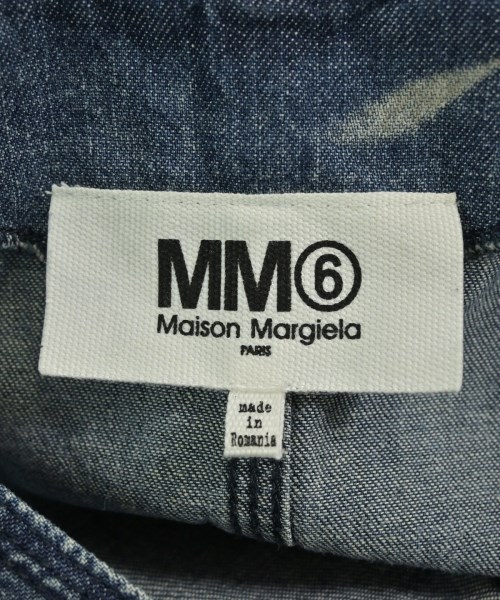 MM⑥
Maison Margiela
PARIS
made
in
Romania